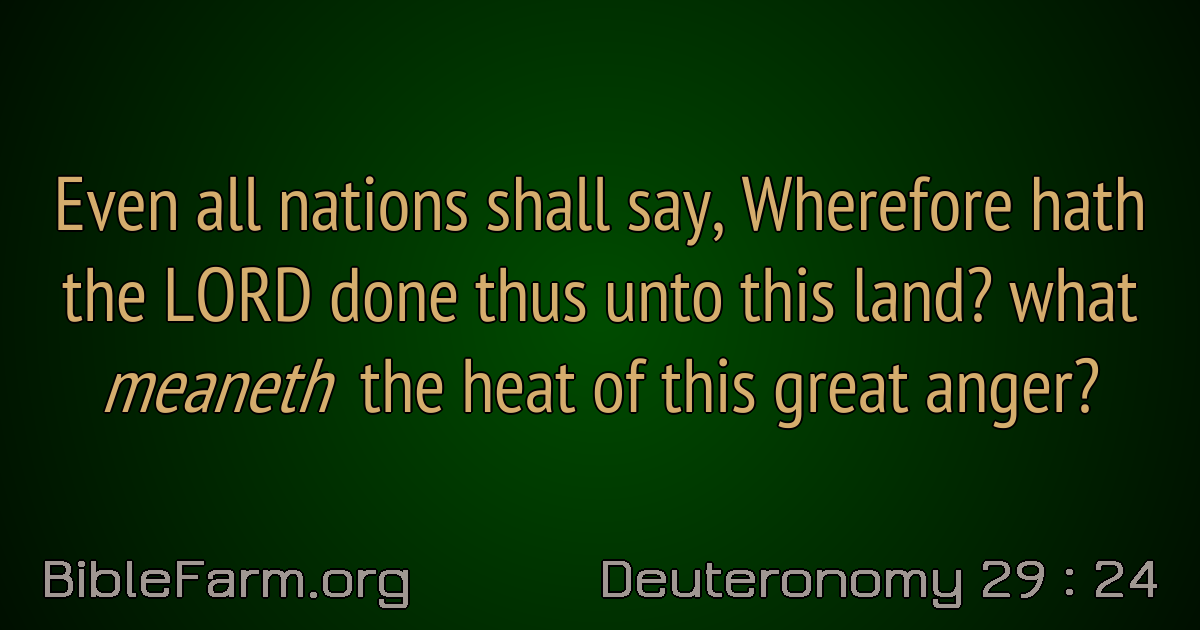 Even all nations shall say, Wherefore hath
the LORD done thus unto this land? what
meaneth the heat of this great anger?
BibleFarm.org
Deuteronomy 29 : 24